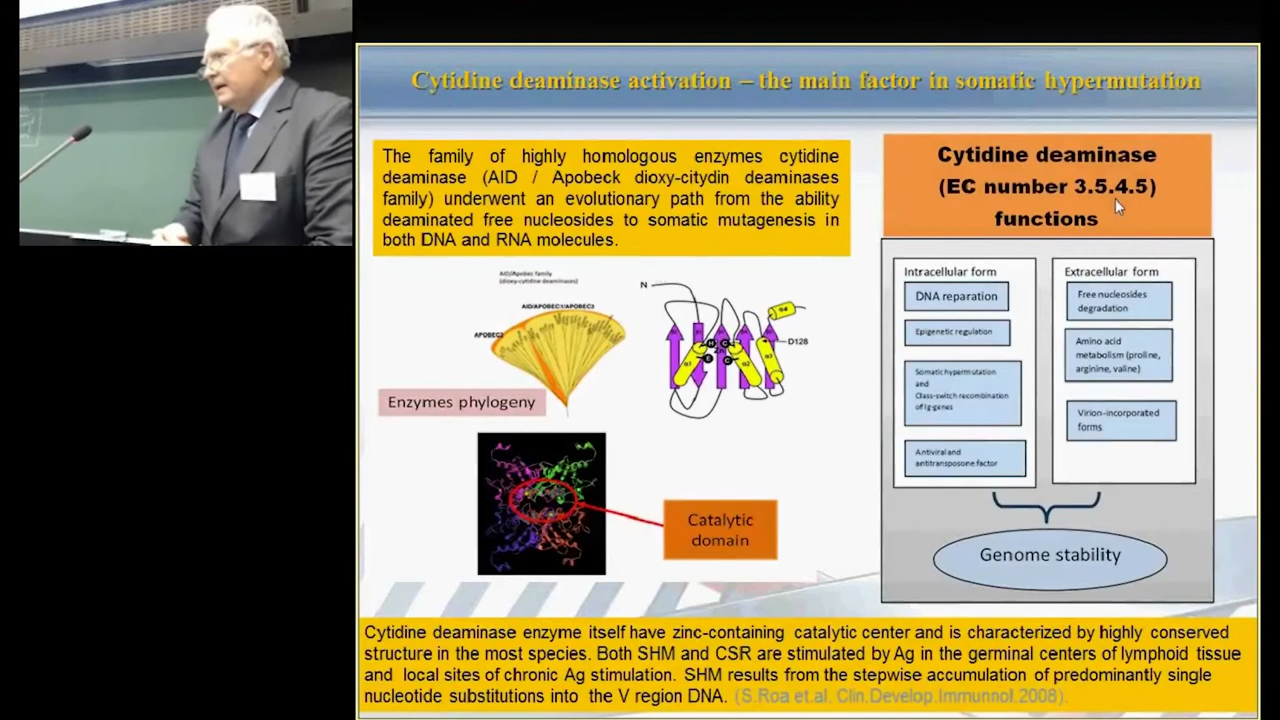 Cytidine deaminase activation – the main factor in somatic hypermutation
The family of highly homologous enzymes cytidine
deaminase (AID / Apobeck dioxy-citydin deaminases
family) underwent an evolutionary path from the ability
deaminated free nucleosides to somatic mutagenesis in
both DNA and RNA molecules.
AID/Apobec family
(dioxy-cytidine deaminases)
AID/APOBEC1/APOBEC3
APOBEC2
Enzymes phylogeny
N
α4
D128
α1
α2
α3
Catalytic
domain
Cytidine deaminase
(EC number 3.5.4.5)
functions
Intracellular form
DNA reparation
Epigenetic regulation
Somatic hypermutation
and
Class-switch recombination
of Ig-genes
Antiviral and
antitransposone factor
Extracellular form
Free nucleosides
degradation
Amino acid
metabolism (proline,
arginine, valine)
Virion-incorporated
forms
Genome stability
Cytidine deaminase enzyme itself have zinc-containing catalytic center and is characterized by highly conserved
structure in the most species. Both SHM and CSR are stimulated by Ag in the germinal centers of lymphoid tissue
and local sites of chronic Ag stimulation. SHM results from the stepwise accumulation of predominantly single
nucleotide substitutions into the V region DNA. (S.Roa et.al. Clin.Develop.Immunnol.2008).